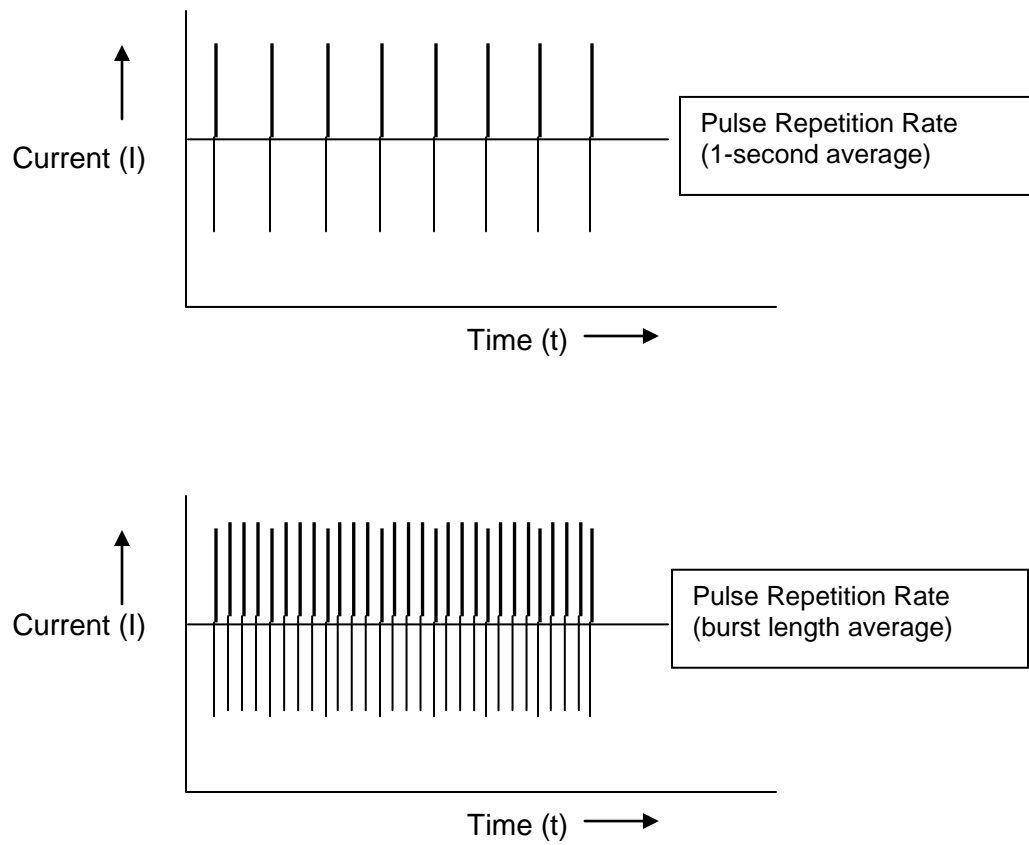 Current (I)
Pulse Repetition Rate
(1-second average)
Time (t)
Current (I)
Pulse Repetition Rate
(burst length average)
Time (t)